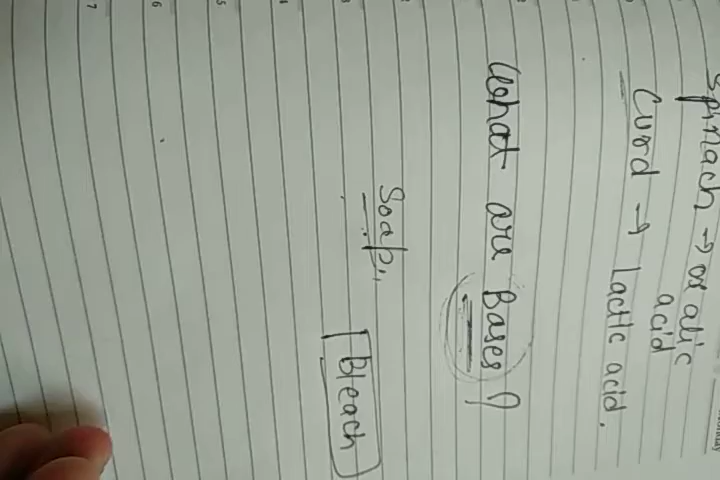 Spinach → oxalic
acid
Curd → Lactic acid.
What are Bases ?
Soap,,
Bleach